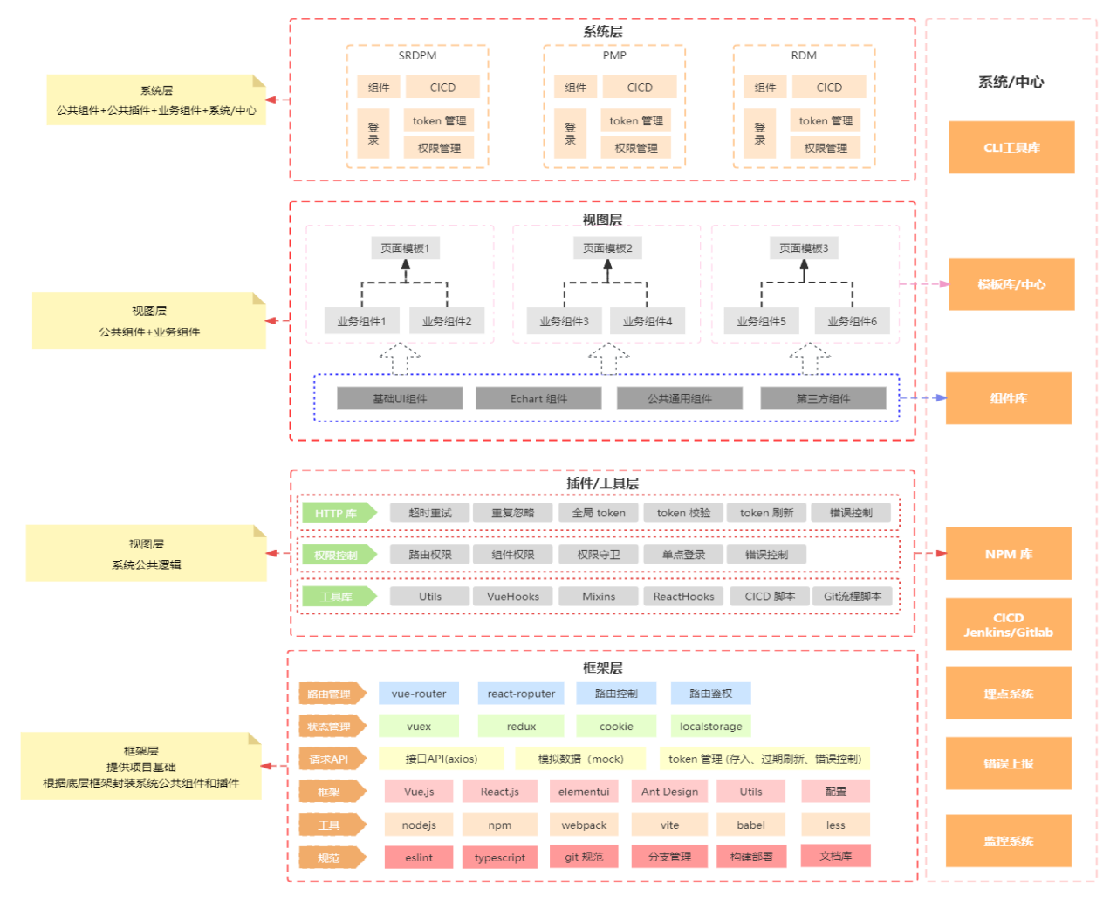 系统层
SRDPM
组件
CICD
登录
token 管理
权限管理
PMP
组件
CICD
登录
token 管理
权限管理
RDM
组件
CICD
登录
token 管理
权限管理
系统层
公共组件+公共插件+业务组件+系统/中心
视图层
页面模板1
页面模板2
页面模板3
业务组件1
业务组件2
业务组件3
业务组件4
业务组件5
业务组件6
基础UI组件
Echart 组件
公共通用组件
第三方组件
视图层
公共组件+业务组件
插件/工具层
HTTP 库
超时重试
重复忽略
全局 token
token 校验
token 刷新
错误控制
权限控制
路由权限
组件权限
权限守卫
单点登录
错误控制
工具库
Utils
VueHooks
Mixins
ReactHooks
CICD 脚本
Git流程脚本
视图层
系统公共逻辑
框架层
路由管理
vue-router
react-roputer
路由控制
路由鉴权
状态管理
vuex
redux
cookie
localstorage
请求API
接口API(axios)
模拟数据（mock）
token 管理 (存入、过期刷新、错误控制)
框架
Vue.js
React.js
elementui
Ant Design
Utils
配置
工具
nodejs
npm
webpack
vite
babel
less
规范
eslint
typescript
git 规范
分支管理
构建部署
文档库
框架层
提供项目基础
根据底层框架封装系统公共组件和插件
系统/中心
CLI工具库
模板库/中心
组件库
NPM 库
CICD
Jenkins/Gitlab
埋点系统
错误上报
监控系统